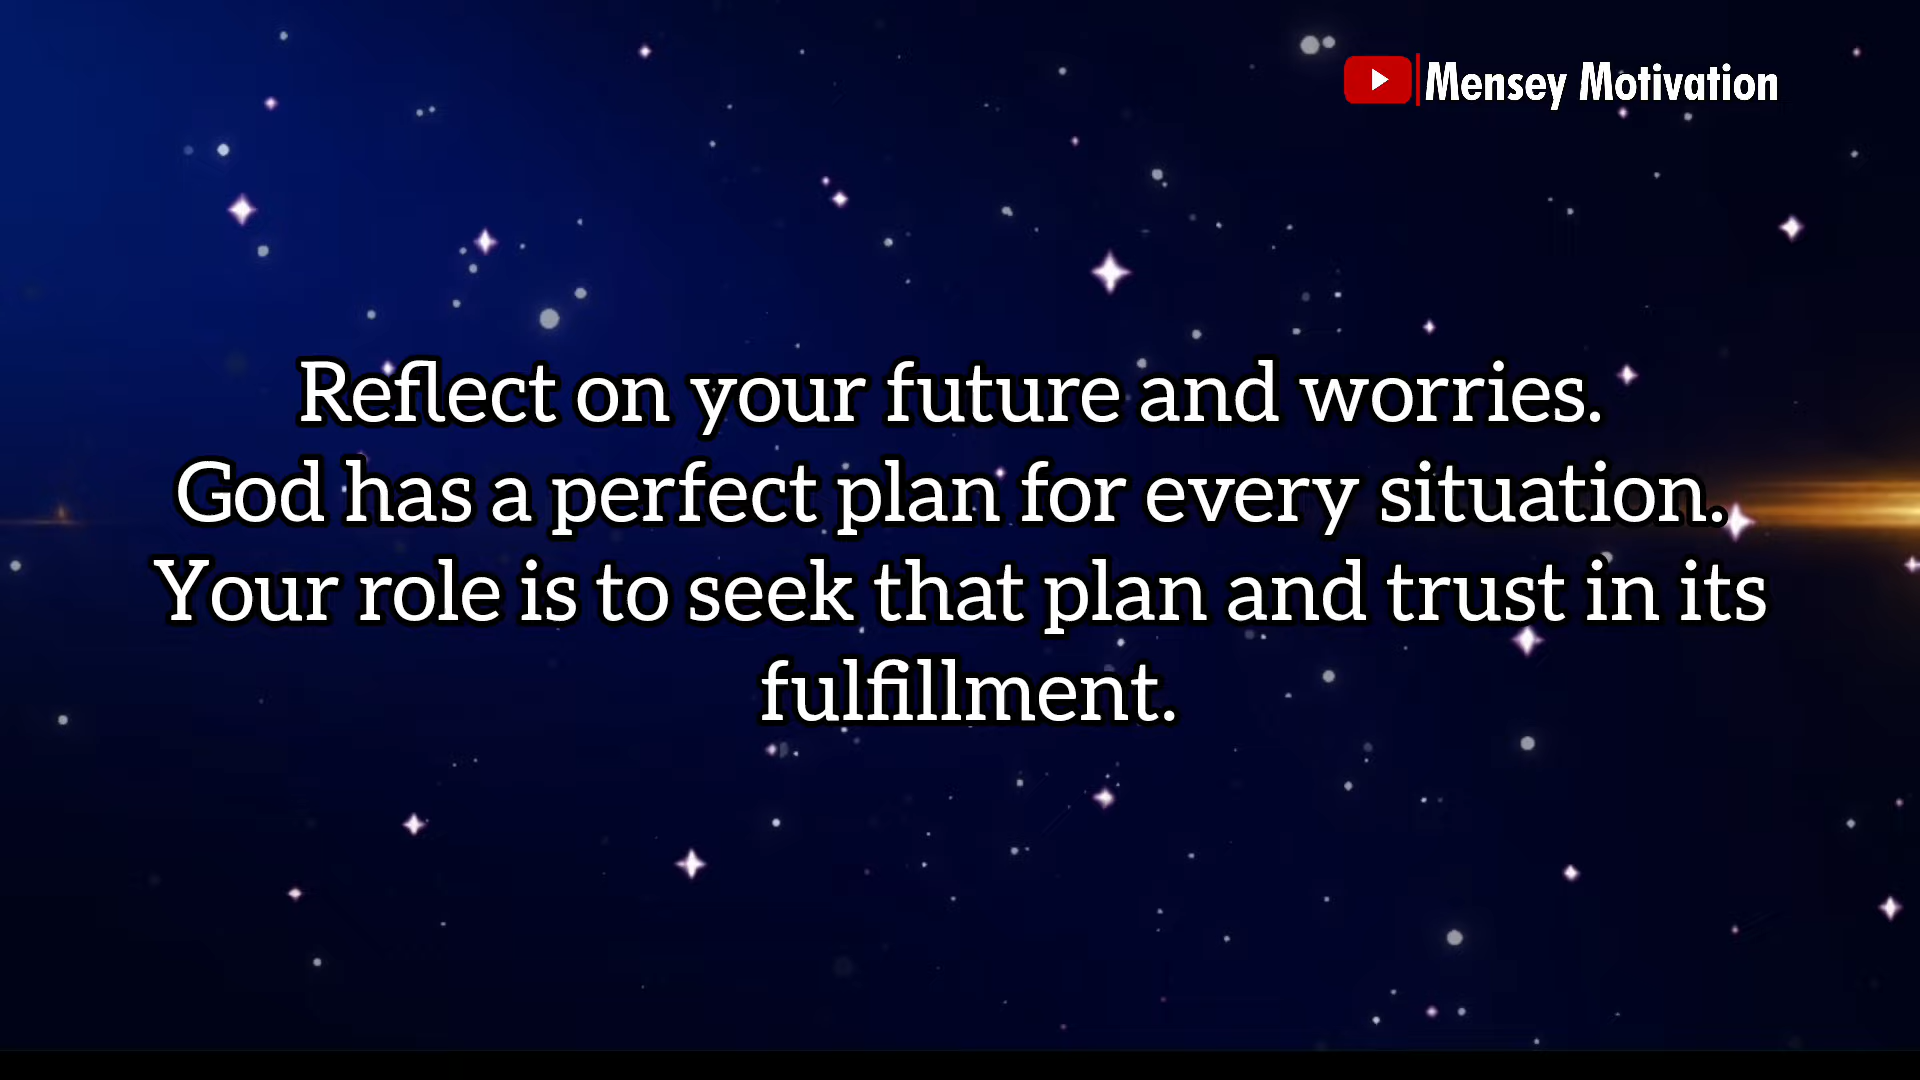 Mensey Motivation
Reflect on your future and worries.
God has a perfect plan for every situation.
Your role is to seek that plan and trust in its
fulfillment.